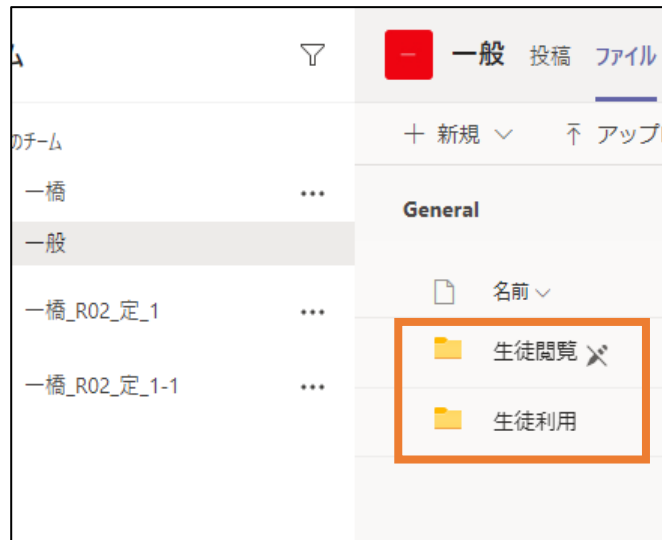 のチーム
一橋
一般
一橋_R02_定_1
一橋_R02_定_1-1
一般 投稿 ファイル
新規 アップ
General
名前
生徒閲覧
生徒利用